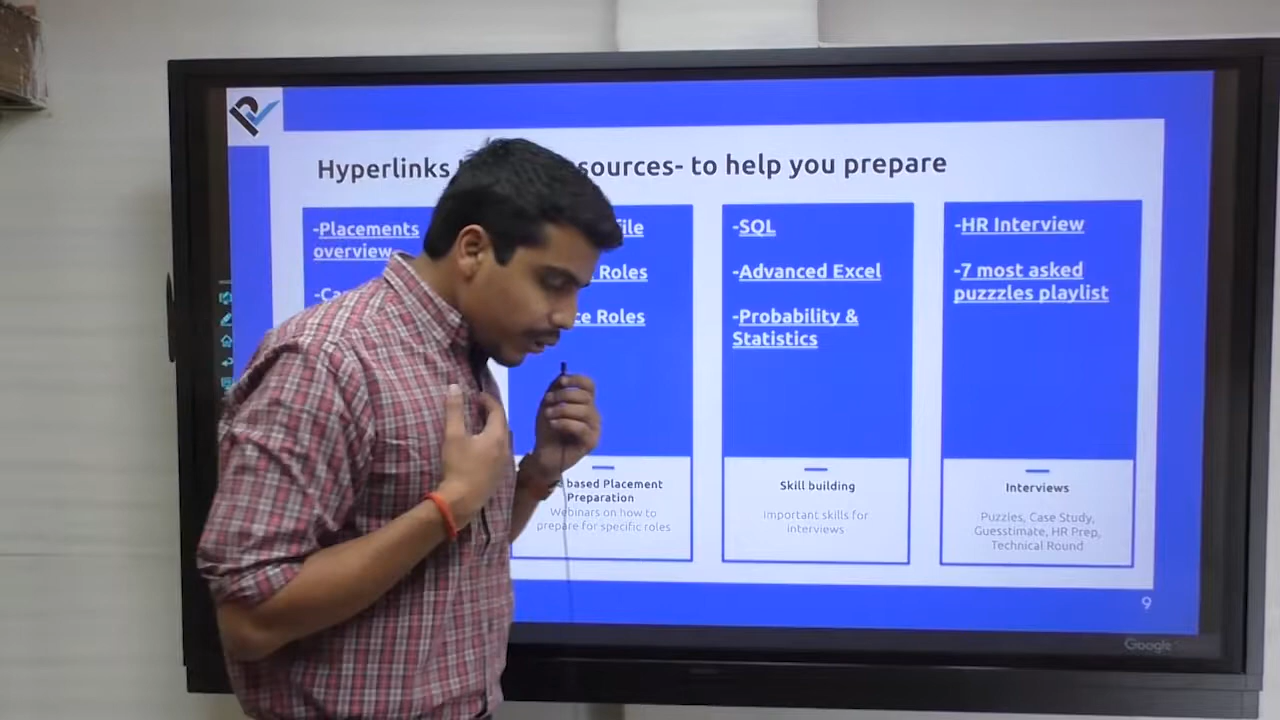 Hyperlinks sources- to help you prepare
-Placements
overview
file
Roles
Roles
-SQL
-Advanced Excel
-Probability &
Statistics
-HR Interview
-7 most asked
puzzzles playlist
based Placement
Preparation
Webinars on how to
prepare for specific roles
Skill building
Important skills for
interviews
Interviews
Puzzles, Case Study,
Guesstimate, HR Prep,
Technical Round
9
Google